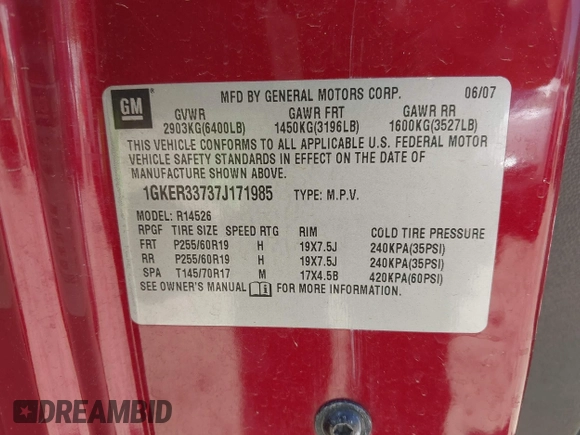 GM
MFD BY GENERAL MOTORS CORP. 06/07
GVWR GAWR FRT GAWR RR
2903KG(6400LB) 1450KG(3196LB) 1600KG(3527LB)
THIS VEHICLE CONFORMS TO ALL APPLICABLE U.S. FEDERAL MOTOR
VEHICLE SAFETY STANDARDS IN EFFECT ON THE DATE OF
MANUFACTURE SHOWN ABOVE.
1GKER33737J171985 TYPE: M.P.V.
MODEL: R14526
RPGF TIRE SIZE SPEED RTG RIM COLD TIRE PRESSURE
FRT P255/60R19 H 19X7.5J 240KPA(35PSI)
RR P255/60R19 H 19X7.5J 240KPA(35PSI)
SPA T145/70R17 M 17X4.5B 420KPA(60PSI)
SEE OWNER'S MANUAL FOR MORE INFORMATION.
DREAMBID